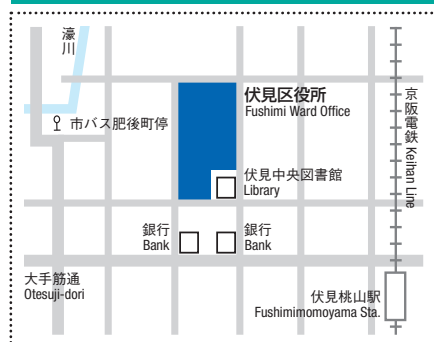 濠川
伏見区役所
Fushimi Ward Office
市バス肥後町停
京阪電鉄 Keihan Line
伏見中央図書館
Library
銀行
Bank
銀行
Bank
大手筋通
Otesuji-dori
伏見桃山駅
Fushimimomoyama Sta.